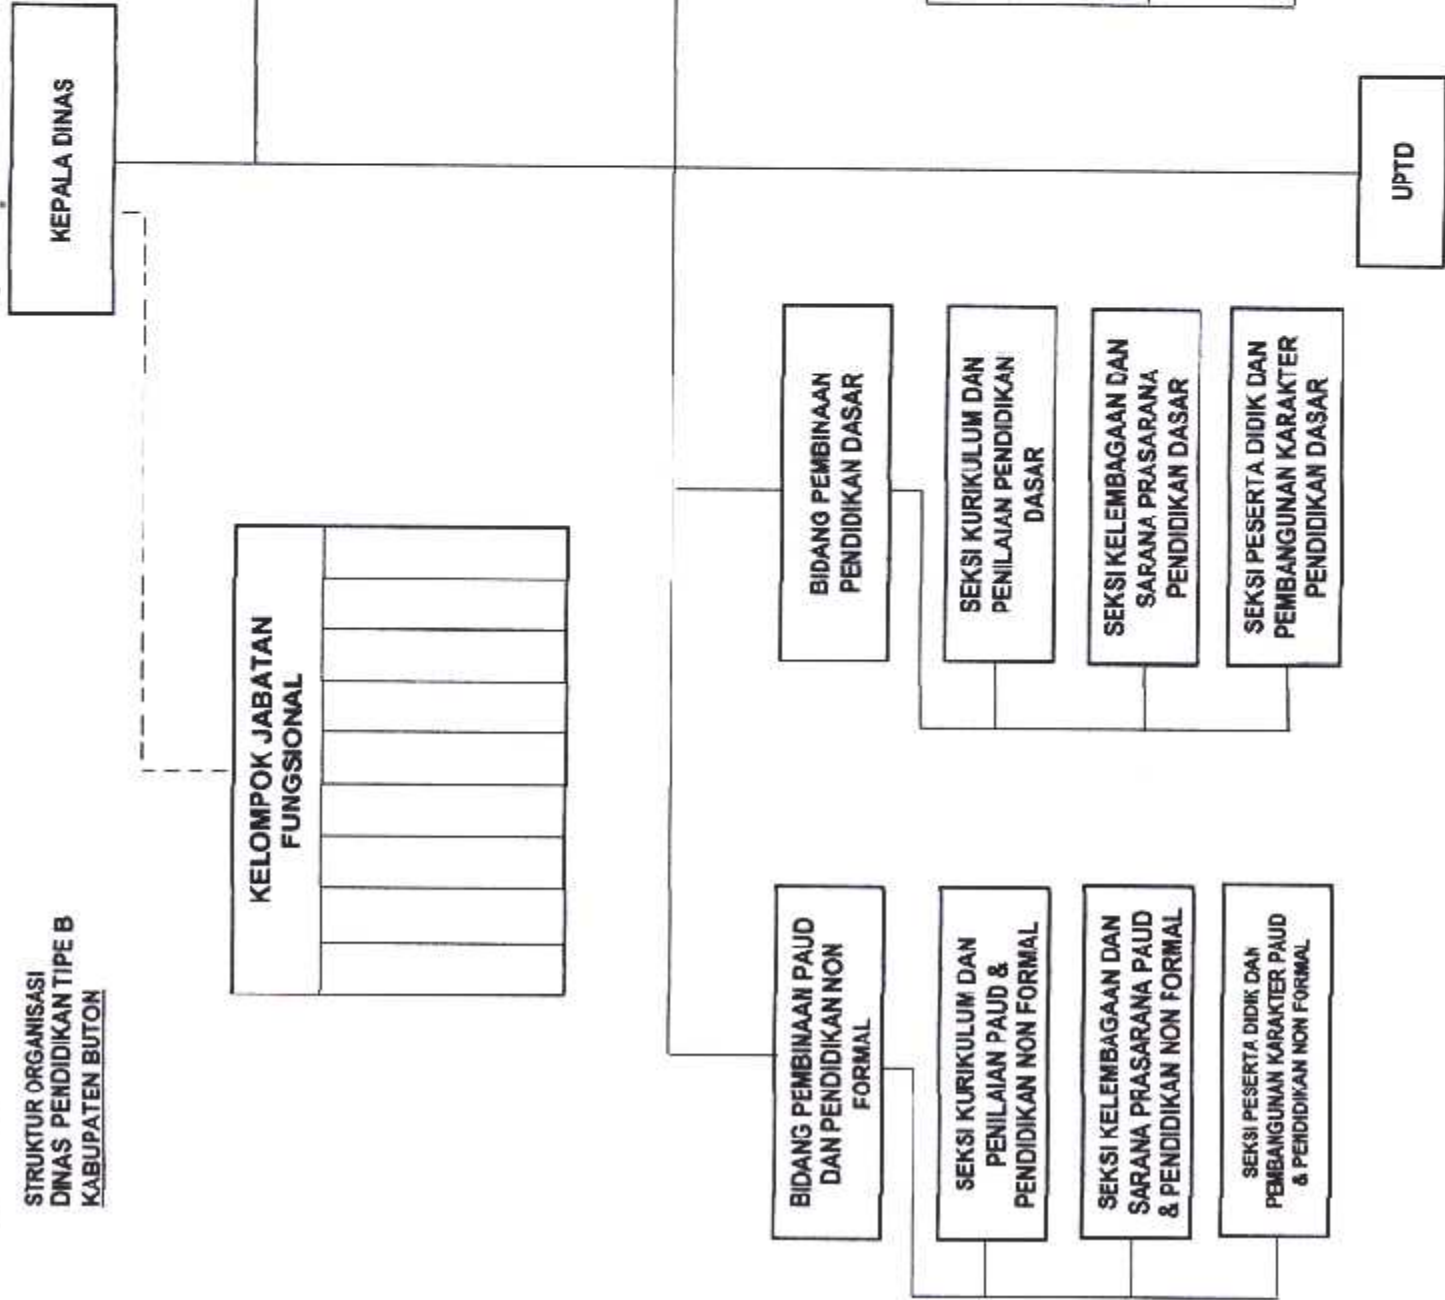 STRUKTUR ORGANISASI
DINAS PENDIDIKAN TIPE B
KABUPATEN BUTON
KEPALA DINAS
KELOMPOK JABATAN
FUNGSIONAL
BIDANG PEMBINAAN PAUD
DAN PENDIDIKAN NON
FORMAL
SEKSI KURIKULUM DAN
PENILAIAN PAUD &
PENDIDIKAN NON FORMAL
SEKSI KELEMBAGAAN DAN
SARANA PRASARANA PAUD
& PENDIDIKAN NON FORMAL
SEKSI PESERTA DIDIK DAN
PEMBANGUNAN KARAKTER PAUD
& PENDIDIKAN NON FORMAL
BIDANG PEMBINAAN
PENDIDIKAN DASAR
SEKSI KURIKULUM DAN
PENILAIAN PENDIDIKAN
DASAR
SEKSI KELEMBAGAAN DAN
SARANA PRASARANA
PENDIDIKAN DASAR
SEKSI PESERTA DIDIK DAN
PEMBANGUNAN KARAKTER
PENDIDIKAN DASAR
UPTD